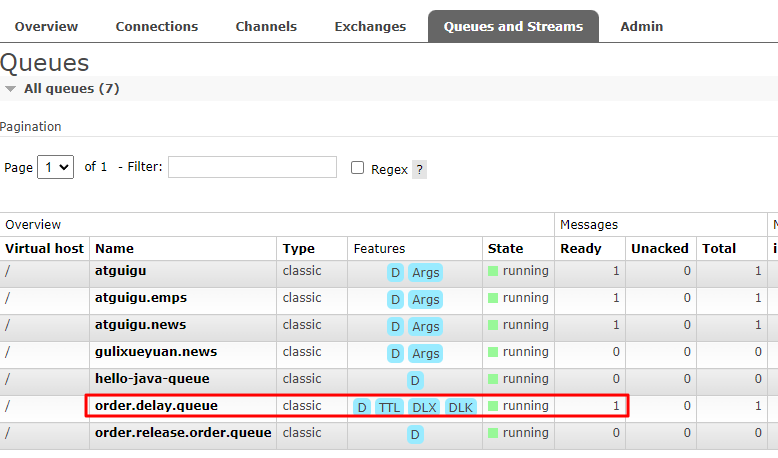 Overview Connections Channels Exchanges Queues and Streams Admin
Queues
All queues (7)
Pagination
Page 1 of 1 - Filter: Regex ?
Overview Messages
Virtual host Name Type Features State Ready Unacked Total
/ atguigu classic D Args running 1 0 1
/ atguigu.emps classic D Args running 1 0 1
/ atguigu.news classic D Args running 1 0 1
/ gulixueyuan.news classic D Args running 0 0 0
/ hello-java-queue classic D running 0 0 0
/ order.delay.queue classic D TTL DLX DLK running 1 0 1
/ order.release.order.queue classic D running 0 0 0